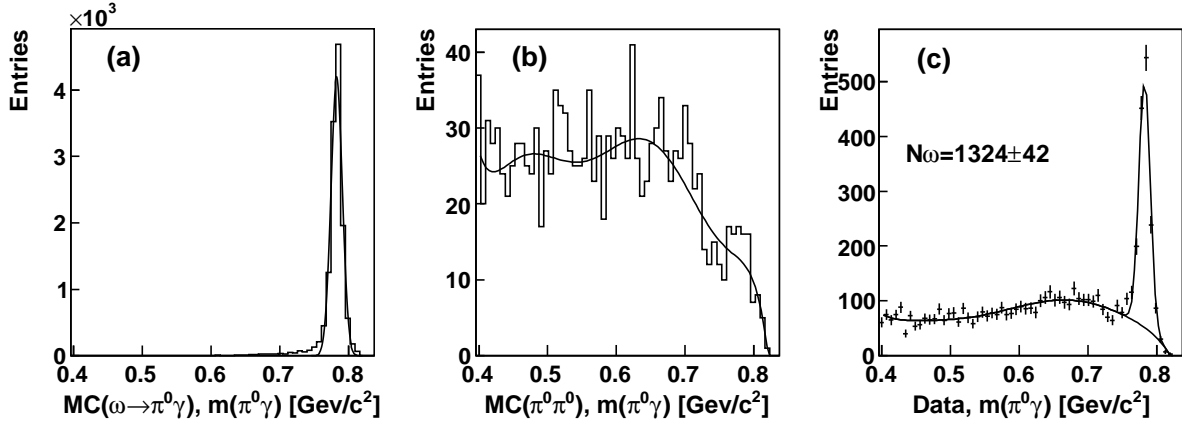 ×10³
(a)
Entries
4
3
2
1
0
0.4 0.5 0.6 0.7 0.8
MC(ω→π⁰γ), m(π⁰γ) [Gev/c²]
(b)
Entries
40
30
20
10
0
0.4 0.5 0.6 0.7 0.8
MC(π⁰π⁰), m(π⁰γ) [Gev/c²]
(c)
Entries
Nω=1324±42
500
400
300
200
100
0
0.4 0.5 0.6 0.7 0.8
Data, m(π⁰γ) [Gev/c²]